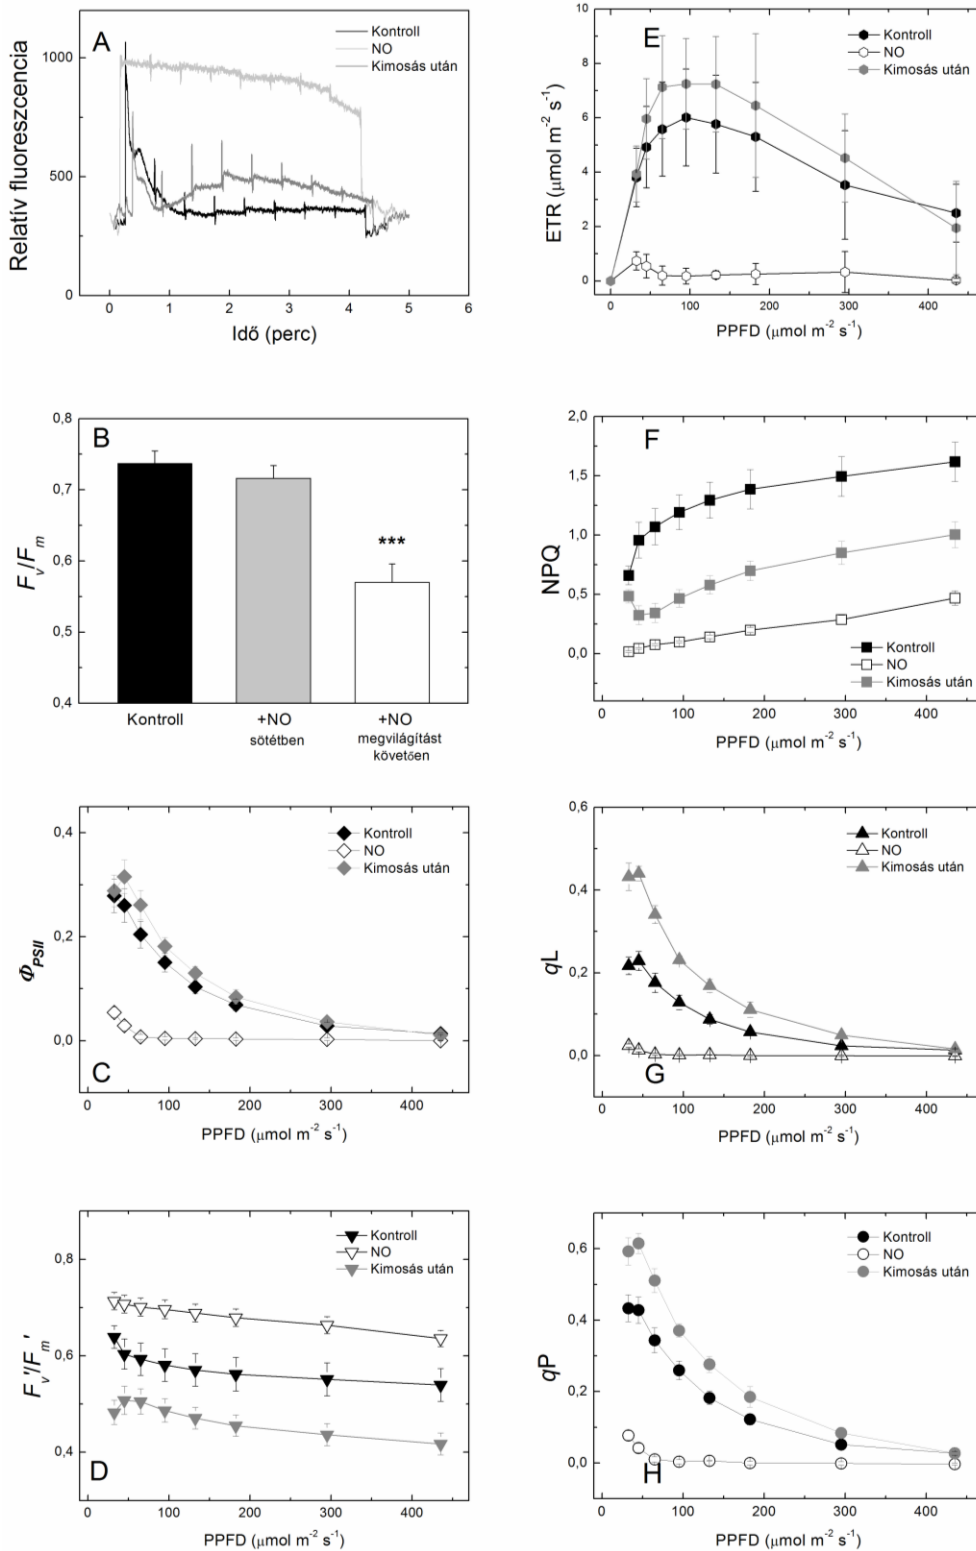 A
Kontroll
NO
Kimosás után
Relatív fluoreszcencia
1000
500
0
0 1 2 3 4 5 6
Idő (perc)
E
Kontroll
NO
Kimosás után
ETR (μmol m⁻² s⁻¹)
10
8
6
4
2
0
0 100 200 300 400
PPFD (μmol m⁻² s⁻¹)
B
Fv/Fm
0,8
0,7
0,6
0,5
0,4
***
Kontroll
+NO
sötétben
+NO
megvilágítást
követően
F
NPQ
2,0
1,5
1,0
0,5
0,0
Kontroll
NO
Kimosás után
0 100 200 300 400
PPFD (μmol m⁻² s⁻¹)
C
Kontroll
NO
Kimosás után
ΦPSII
0,4
0,2
0,0
0 100 200 300 400
PPFD (μmol m⁻² s⁻¹)
G
Kontroll
NO
Kimosás után
qL
0,6
0,4
0,2
0,0
0 100 200 300 400
PPFD (μmol m⁻² s⁻¹)
D
Kontroll
NO
Kimosás után
Fv'/Fm'
0,8
0,6
0,4
0 100 200 300 400
PPFD (μmol m⁻² s⁻¹)
H
Kontroll
NO
Kimosás után
qP
0,6
0,4
0,2
0,0
0 100 200 300 400
PPFD (μmol m⁻² s⁻¹)